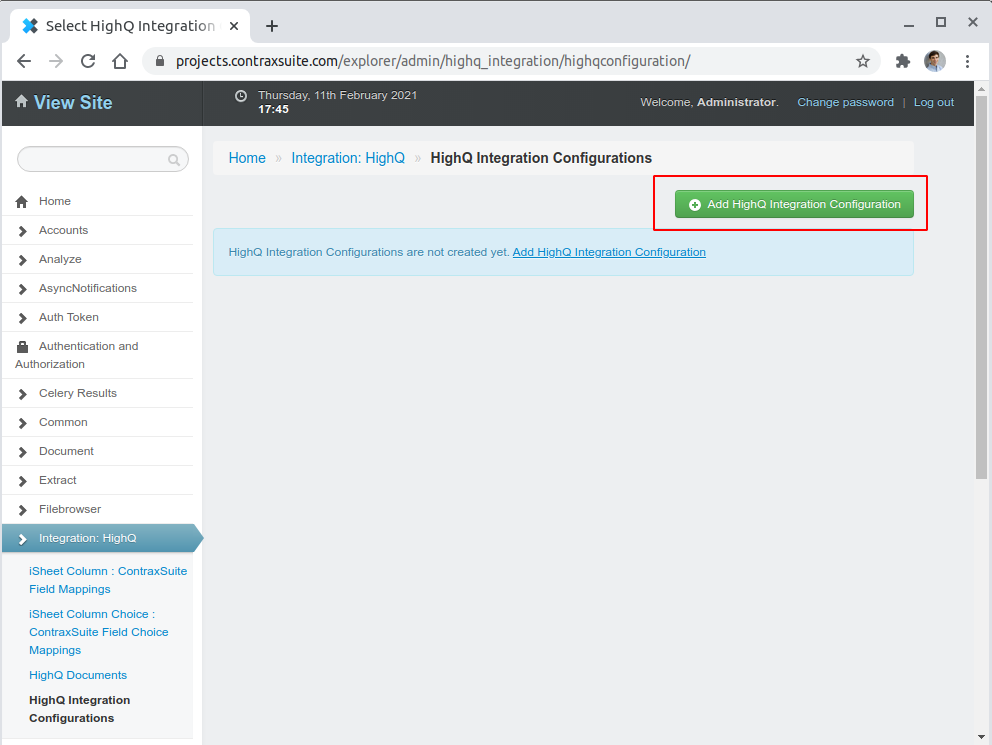 Select HighQ Integration
projects.contraxsuite.com/explorer/admin/highq_integration/highqconfiguration/
View Site
Thursday, 11th February 2021
17:45
Welcome, Administrator. Change password | Log out
Home » Integration: HighQ » HighQ Integration Configurations
Add HighQ Integration Configuration
HighQ Integration Configurations are not created yet. Add HighQ Integration Configuration
Home
Accounts
Analyze
AsyncNotifications
Auth Token
Authentication and
Authorization
Celery Results
Common
Document
Extract
Filebrowser
Integration: HighQ
iSheet Column : ContraxSuite
Field Mappings
iSheet Column Choice :
ContraxSuite Field Choice
Mappings
HighQ Documents
HighQ Integration
Configurations